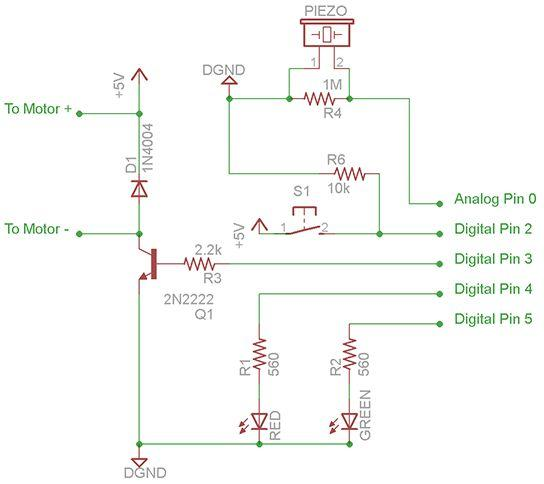 PIEZO
1 2
DGND
+5V
1M
R4
To Motor +
D1
1N4004
R6
10k
S1
Analog Pin 0
To Motor -
+5V
1 2
Digital Pin 2
2.2k
R3
Digital Pin 3
2N2222
Q1
Digital Pin 4
Digital Pin 5
R1
560
R2
560
RED
GREEN
DGND